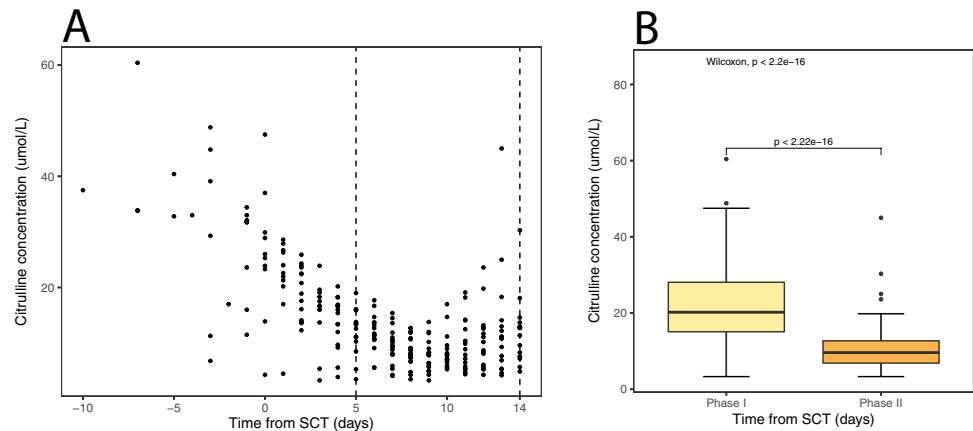 A
Citrulline concentration (umol/L)
60
40
20
−10
−5
0
5
10
14
Time from SCT (days)
B
Citrulline concentration (umol/L)
Wilcoxon, p < 2.2e−16
p < 2.22e−16
80
60
40
20
0
Phase I
Phase II
Time from SCT (days)